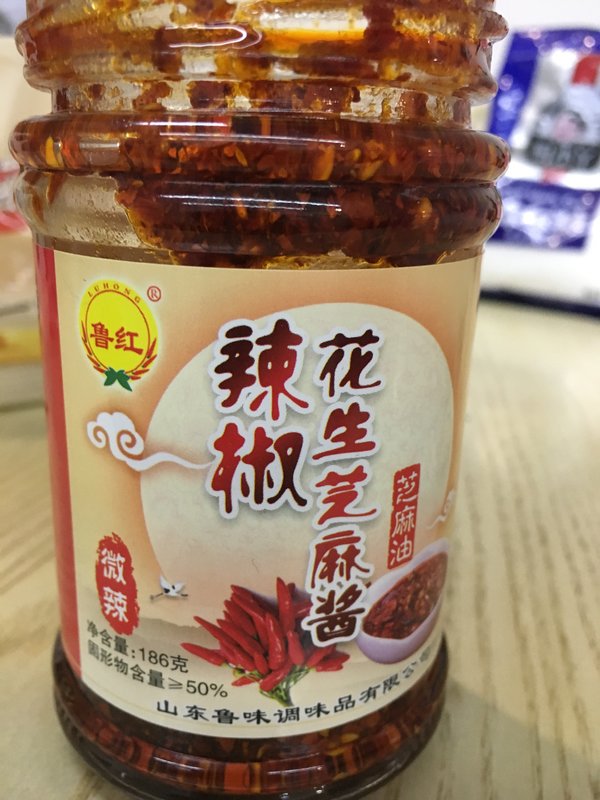 LUHONG
®
鲁红
辣椒
花生芝麻酱
芝麻油
微辣
净含量:186克
固形物含量≥50%
山东鲁味调味品有限公司